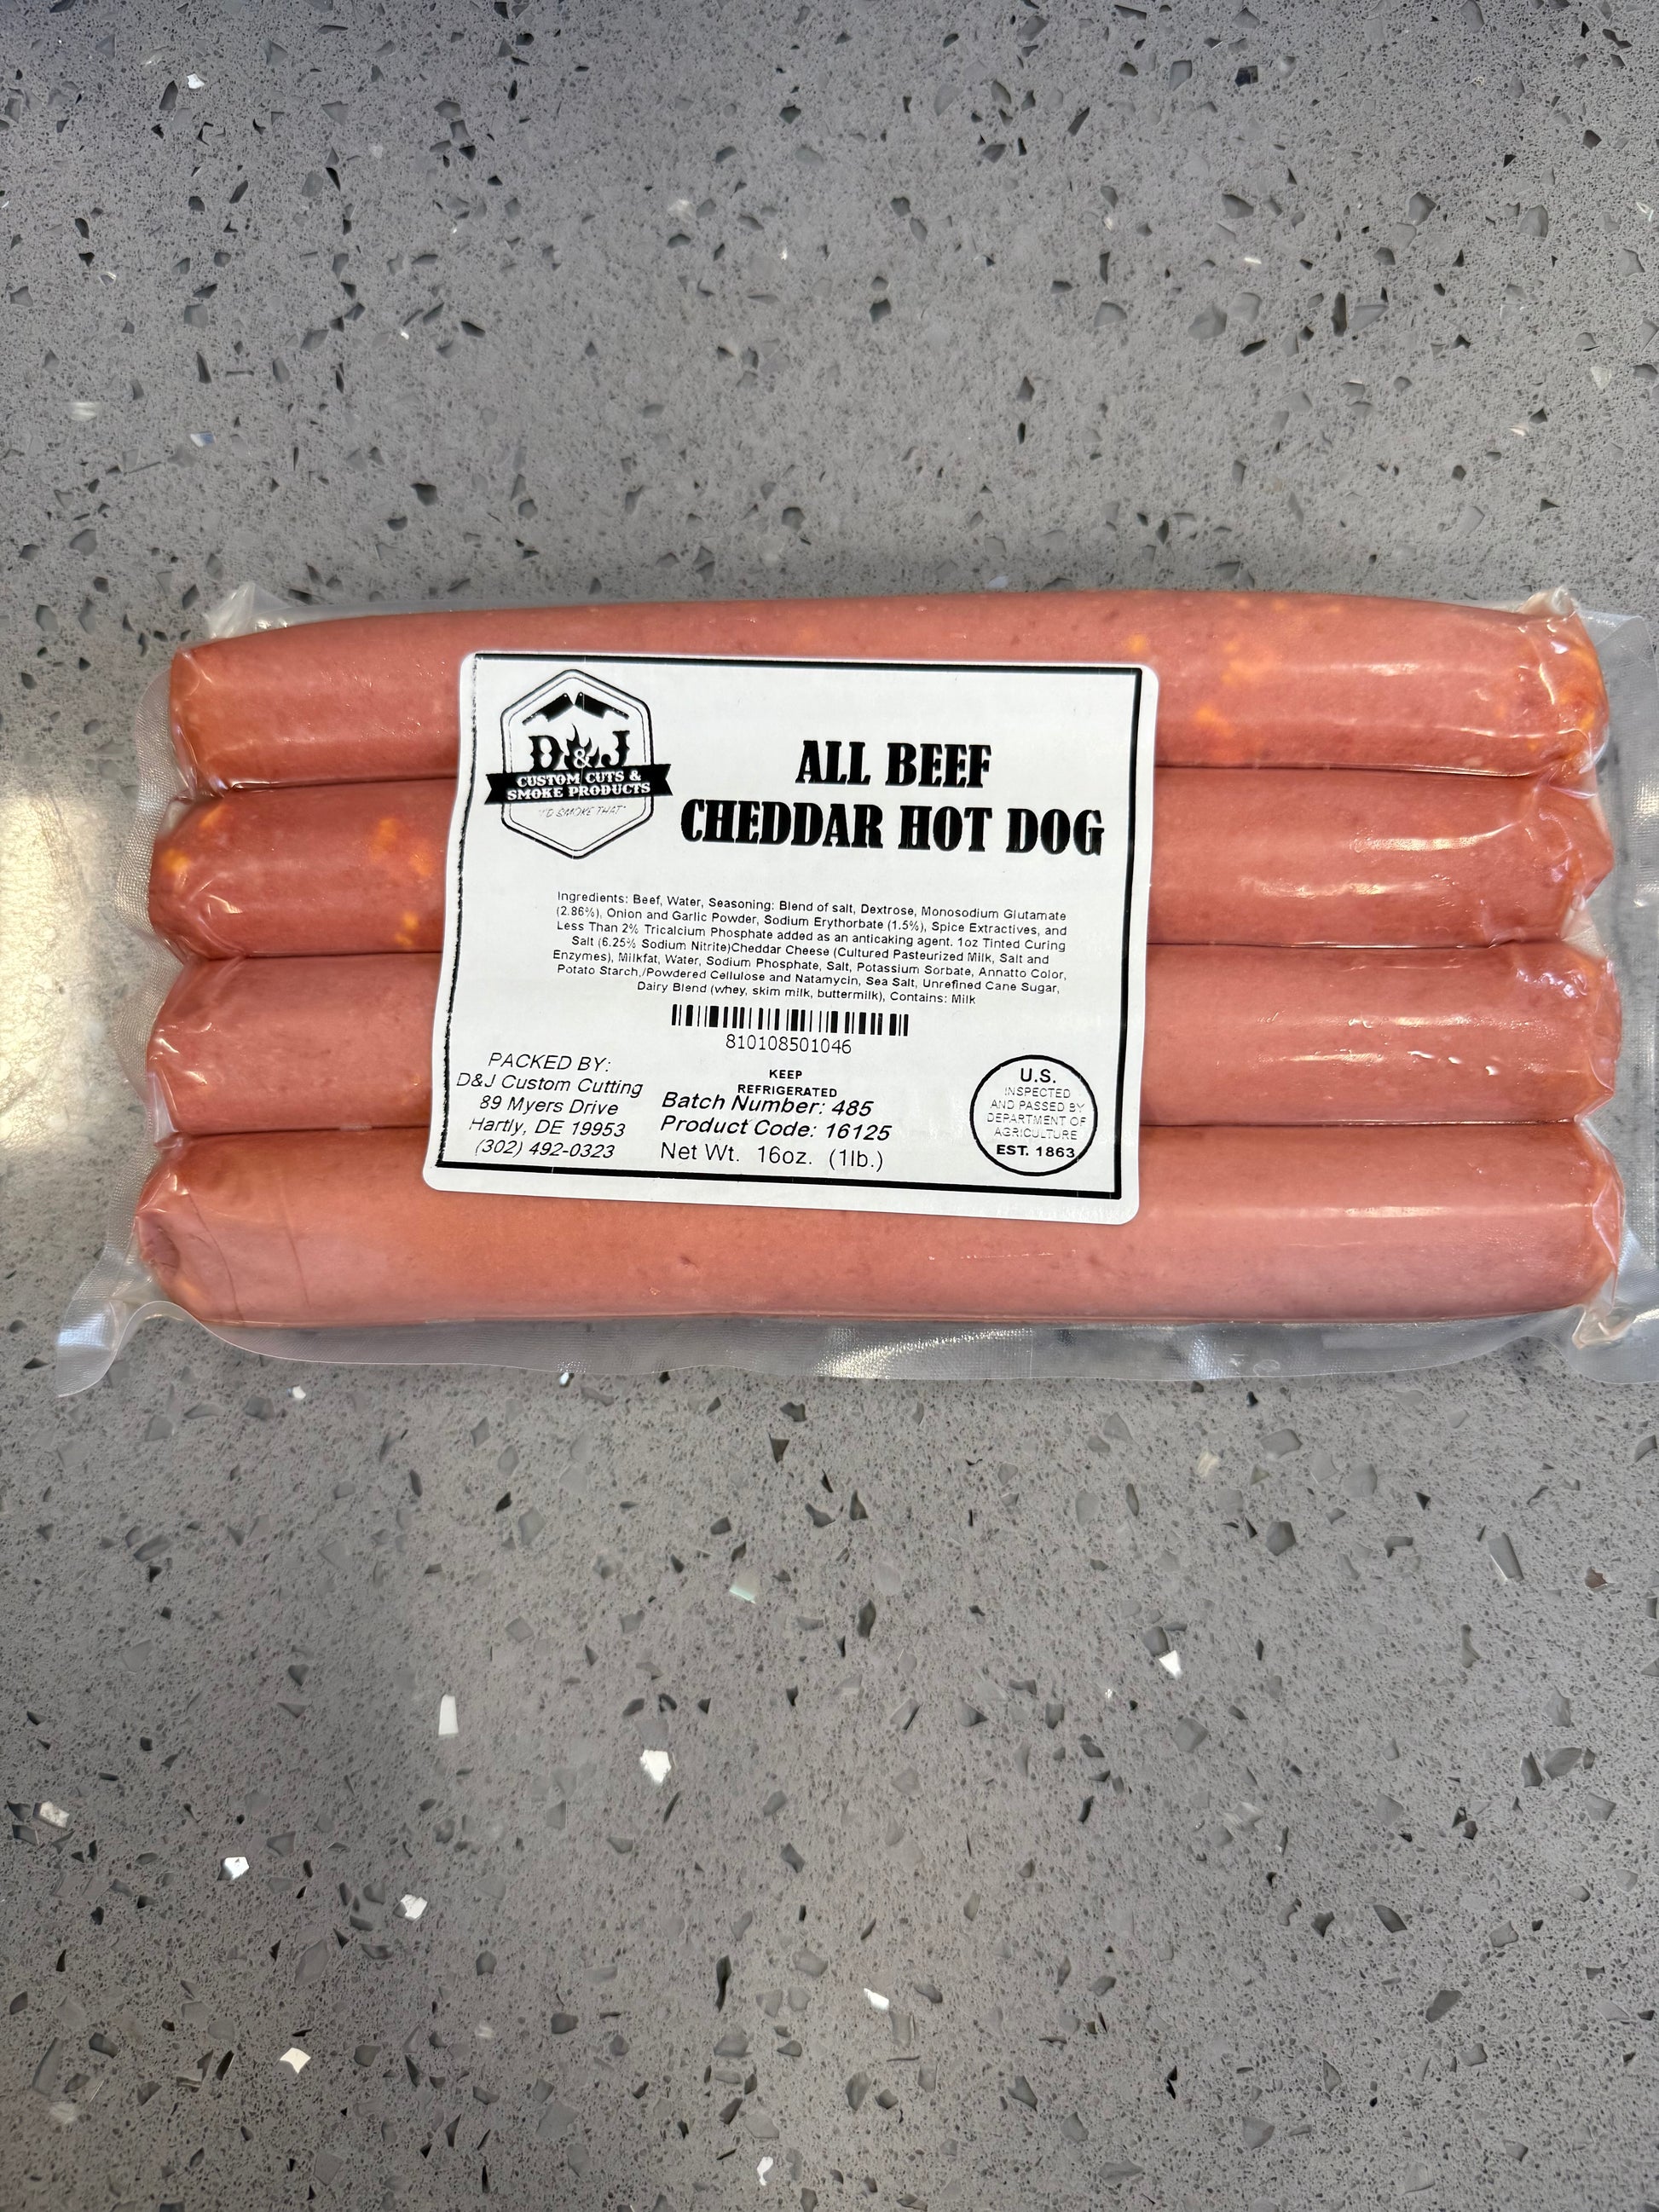 D&J
CUSTOM CUTS &
SMOKE PRODUCTS
"I'D SMOKE THAT"
ALL BEEF
CHEDDAR HOT DOG
Ingredients: Beef, Water, Seasoning: Blend of salt, Dextrose, Monosodium Glutamate
(2.86%), Onion and Garlic Powder, Sodium Erythorbate (1.5%), Spice Extractives, and
Less Than 2% Tricalcium Phosphate added as an anticaking agent. 1oz Tinted Curing
Salt (6.25% Sodium Nitrite)Cheddar Cheese (Cultured Pasteurized Milk, Salt and
Enzymes), Milkfat, Water, Sodium Phosphate, Salt, Potassium Sorbate, Annatto Color,
Potato Starch,/Powdered Cellulose and Natamycin, Sea Salt, Unrefined Cane Sugar,
Dairy Blend (whey, skim milk, buttermilk), Contains: Milk
810108501046
PACKED BY:
D&J Custom Cutting
89 Myers Drive
Hartly, DE 19953
(302) 492-0323
KEEP
REFRIGERATED
Batch Number: 485
Product Code: 16125
Net Wt. 16oz. (1lb.)
U.S.
INSPECTED
AND PASSED BY
DEPARTMENT OF
AGRICULTURE
EST. 1863